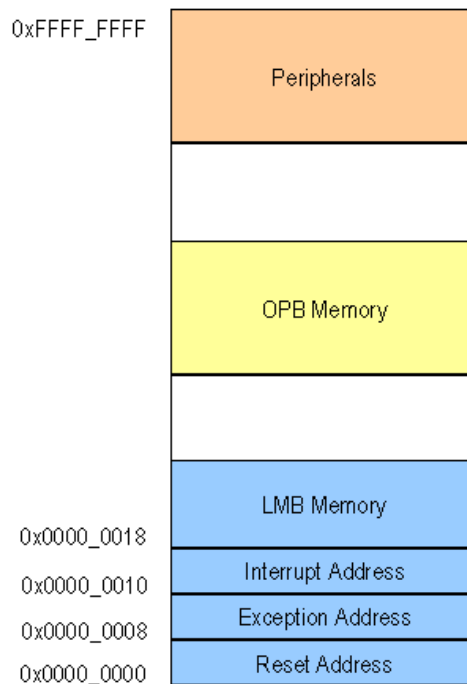 0xFFFF_FFFF
Peripherals
OPB Memory
LMB Memory
0x0000_0018
Interrupt Address
0x0000_0010
Exception Address
0x0000_0008
Reset Address
0x0000_0000